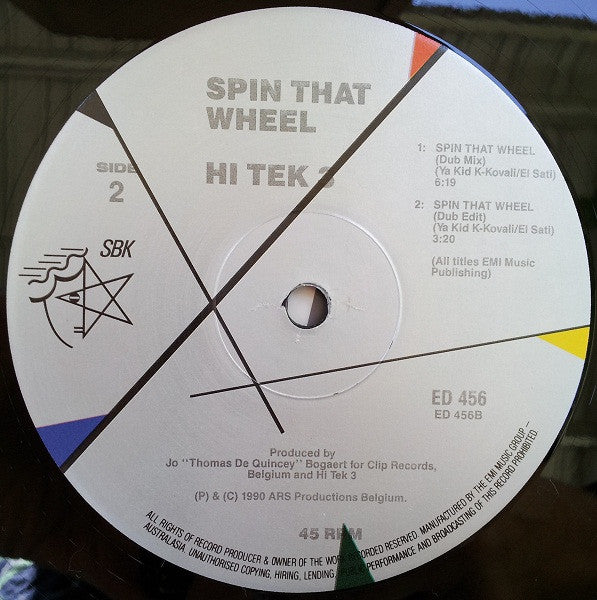 SPIN THAT
WHEEL
HI TEK 3
SIDE
2
SBK
1: SPIN THAT WHEEL
(Dub Mix)
(Ya Kid K-Kovali/El Sati)
6:19
2: SPIN THAT WHEEL
(Dub Edit)
(Ya Kid K-Kovali/El Sati)
3:20
(All titles EMI Music
Publishing)
ED 456
ED 456B
Produced by
Jo "Thomas De Quincey" Bogaert for Clip Records,
Belgium and Hi Tek 3
(P) & (C) 1990 ARS Productions Belgium.
45 RPM
ALL RIGHTS OF RECORD PRODUCER & OWNER OF THE WORK RECORDED RESERVED. MANUFACTURED BY THE EMI MUSIC GROUP –
AUSTRALASIA. UNAUTHORISED COPYING, HIRING, LENDING PERFORMANCE AND BROADCASTING OF THIS RECORD PROHIBITED.